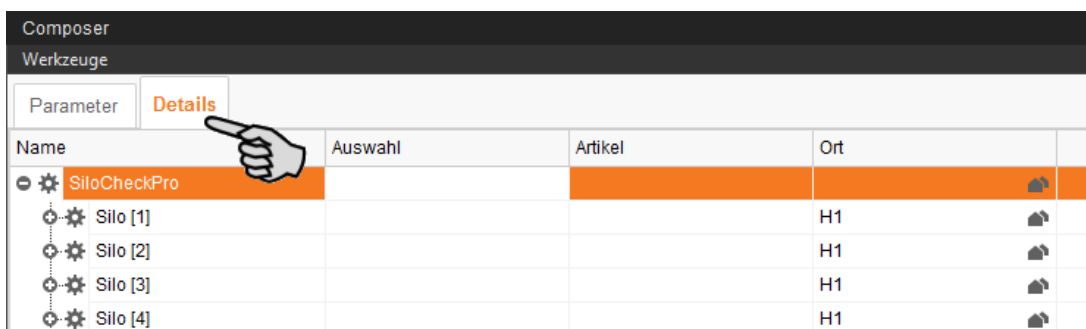 Composer
Werkzeuge
Parameter Details
Name Auswahl Artikel Ort
SiloCheckPro
Silo [1] H1
Silo [2] H1
Silo [3] H1
Silo [4] H1